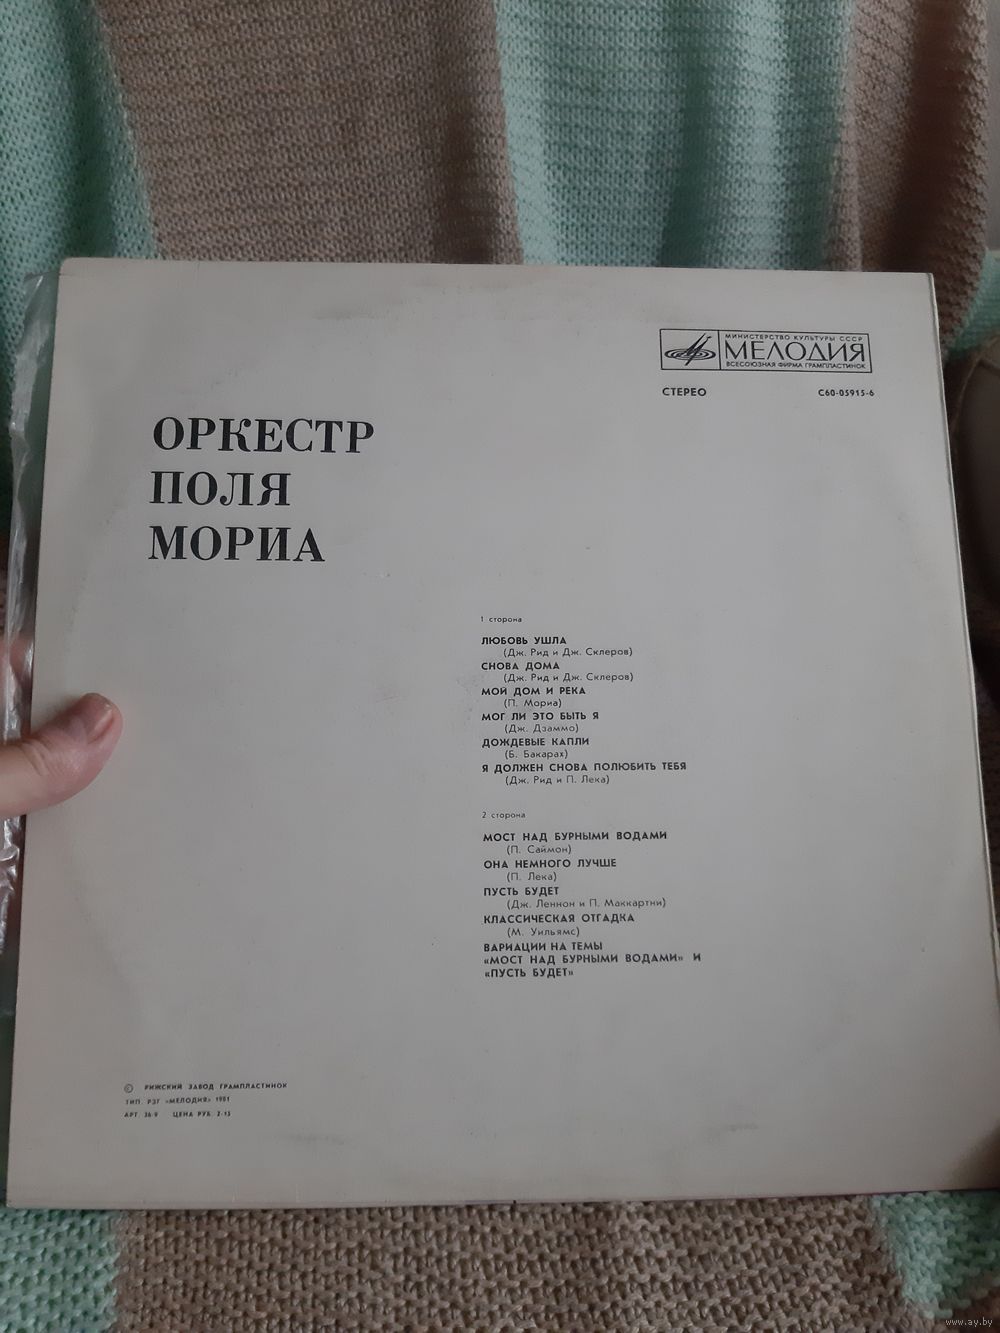 МИНИСТЕРСТВО КУЛЬТУРЫ СССР
МЕЛОДИЯ
ВСЕСОЮЗНАЯ ФИРМА ГРАМПЛАСТИНОК
СТЕРЕО С60-05915-6
ОРКЕСТР
ПОЛЯ
МОРИА
1 сторона
ЛЮБОВЬ УШЛА
(Дж. Рид и Дж. Склеров)
СНОВА ДОМА
(Дж. Рид и Дж. Склеров)
МОЙ ДОМ И РЕКА
(П. Мориа)
МОГ ЛИ ЭТО БЫТЬ Я
(Дж. Дзаммо)
ДОЖДЕВЫЕ КАПЛИ
(Б. Бакарах)
Я ДОЛЖЕН СНОВА ПОЛЮБИТЬ ТЕБЯ
(Дж. Рид и П. Лека)
2 сторона
МОСТ НАД БУРНЫМИ ВОДАМИ
(П. Саймон)
ОНА НЕМНОГО ЛУЧШЕ
(П. Лека)
ПУСТЬ БУДЕТ
(Дж. Леннон и П. Маккартни)
КЛАССИЧЕСКАЯ ОТГАДКА
(М. Уильямс)
ВАРИАЦИИ НА ТЕМЫ
«МОСТ НАД БУРНЫМИ ВОДАМИ» И
«ПУСТЬ БУДЕТ»
© РИЖСКИЙ ЗАВОД ГРАМПЛАСТИНОК
ТИП. РЗГ «МЕЛОДИЯ» 1981
АРТ. 36-9 ЦЕНА РУБ. 2-15
www.ay.by